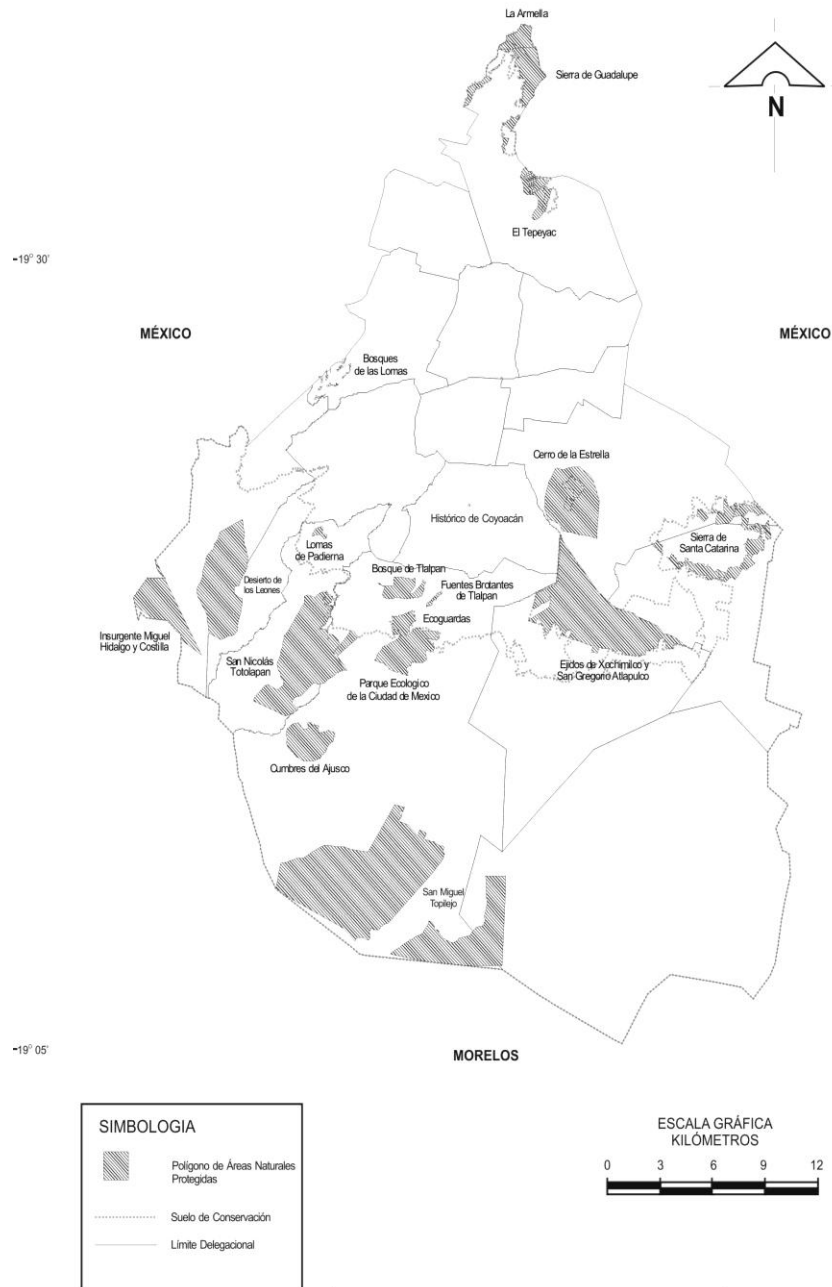 La Armella
Sierra de Guadalupe
N
El Tepeyac
19° 30'
MÉXICO
MÉXICO
Bosques
de las Lomas
Cerro de la Estrella
Histórico de Coyoacán
Lomas
de Padierna
Sierra de
Santa Catarina
Bosque de Tlalpan
Desierto de
los Leones
Fuentes Brotantes
de Tlalpan
Ecoguardas
Insurgente Miguel
Hidalgo y Costilla
San Nicolás
Totolapan
Parque Ecologico
de la Ciudad de Mexico
Ejidos de Xochimilco y
San Gregorio Atlapulco
Cumbres del Ajusco
San Miguel
Topilejo
19° 05'
MORELOS
SIMBOLOGIA
Polígono de Áreas Naturales
Protegidas
Suelo de Conservación
Límite Delegacional
ESCALA GRÁFICA
KILÓMETROS
0 3 6 9 12